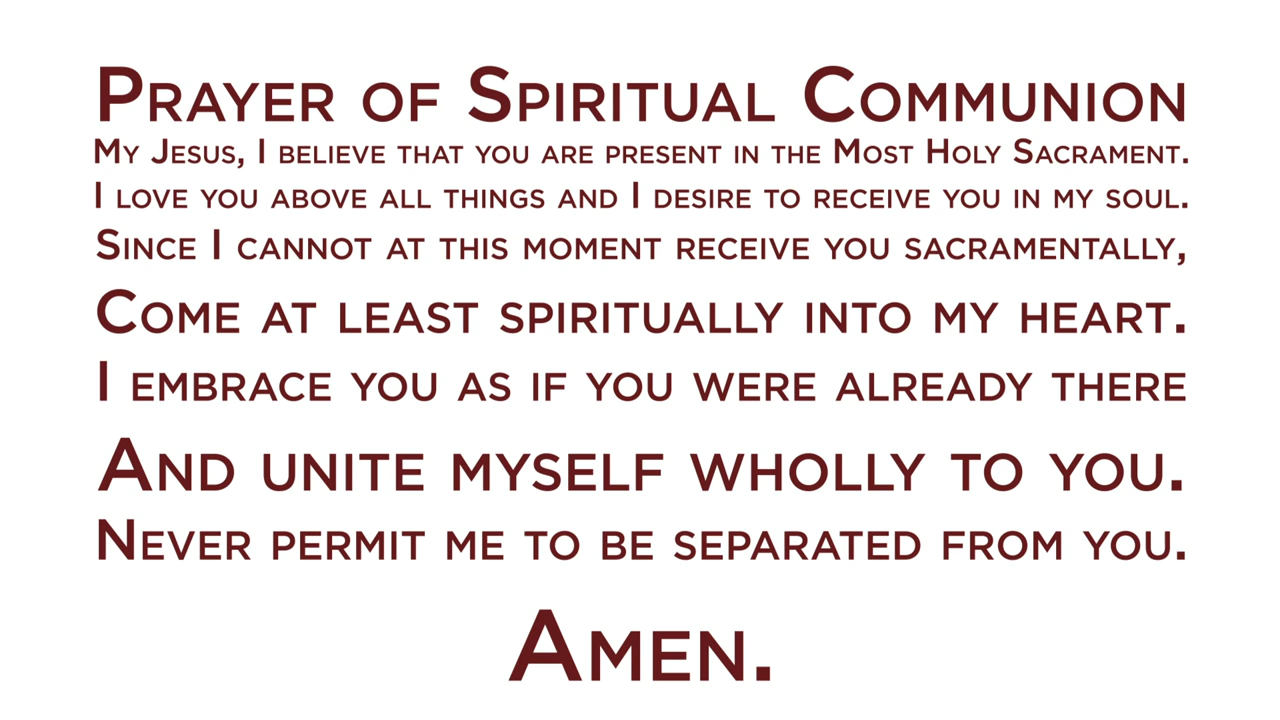 Prayer of Spiritual Communion
My Jesus, I believe that you are present in the Most Holy Sacrament.
I love you above all things and I desire to receive you in my soul.
Since I cannot at this moment receive you sacramentally,
Come at least spiritually into my heart.
I embrace you as if you were already there
And unite myself wholly to you.
Never permit me to be separated from you.
Amen.